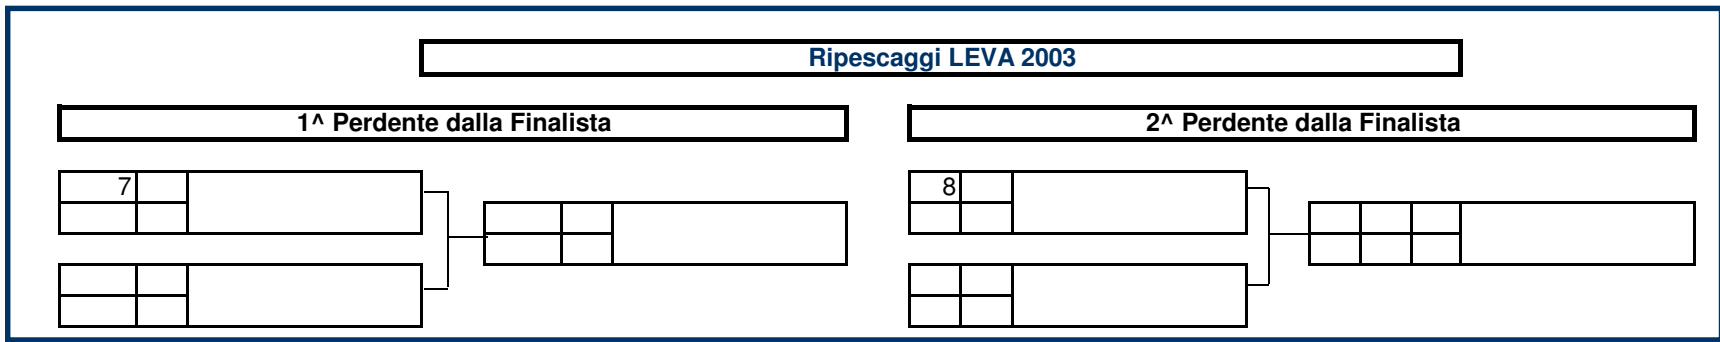 Ripescaggi LEVA 2003
1^ Perdente dalla Finalista
2^ Perdente dalla Finalista
7
8